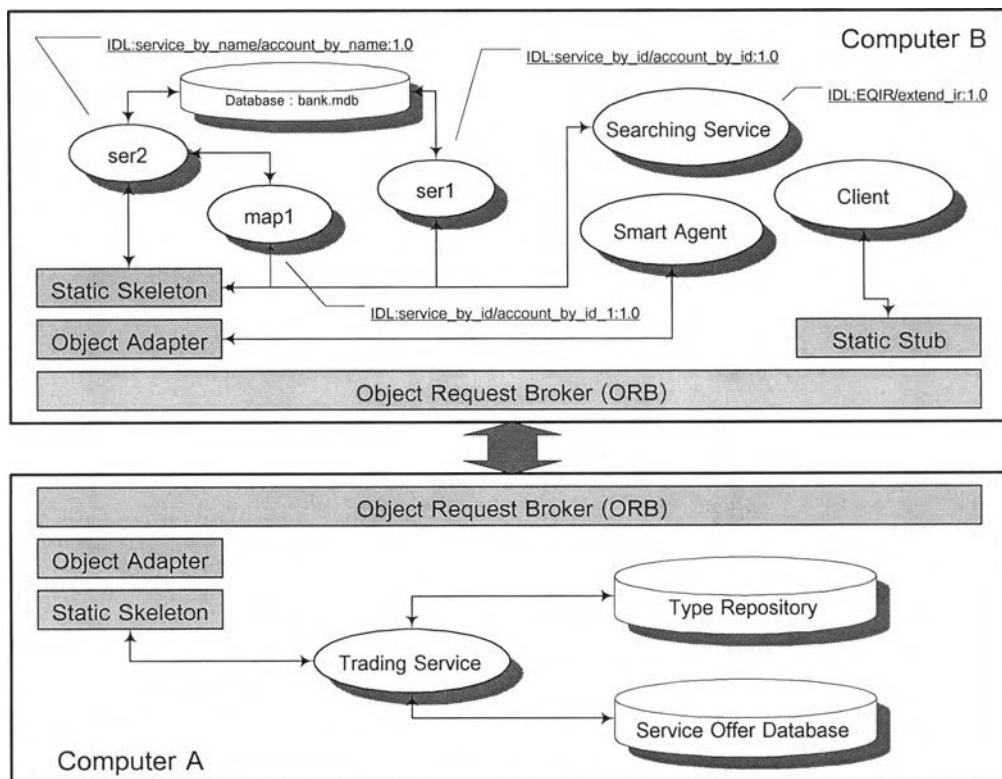 IDL:service_by_name/account_by_name:1.0
Computer B
IDL:service_by_id/account_by_id:1.0
Database : bank.mdb
IDL:EQIR/extend_ir:1.0
Searching Service
ser2
ser1
Client
map1
Smart Agent
Static Skeleton
IDL:service_by_id/account_by_id_1:1.0
Object Adapter
Static Stub
Object Request Broker (ORB)
Object Request Broker (ORB)
Object Adapter
Static Skeleton
Type Repository
Trading Service
Service Offer Database
Computer A